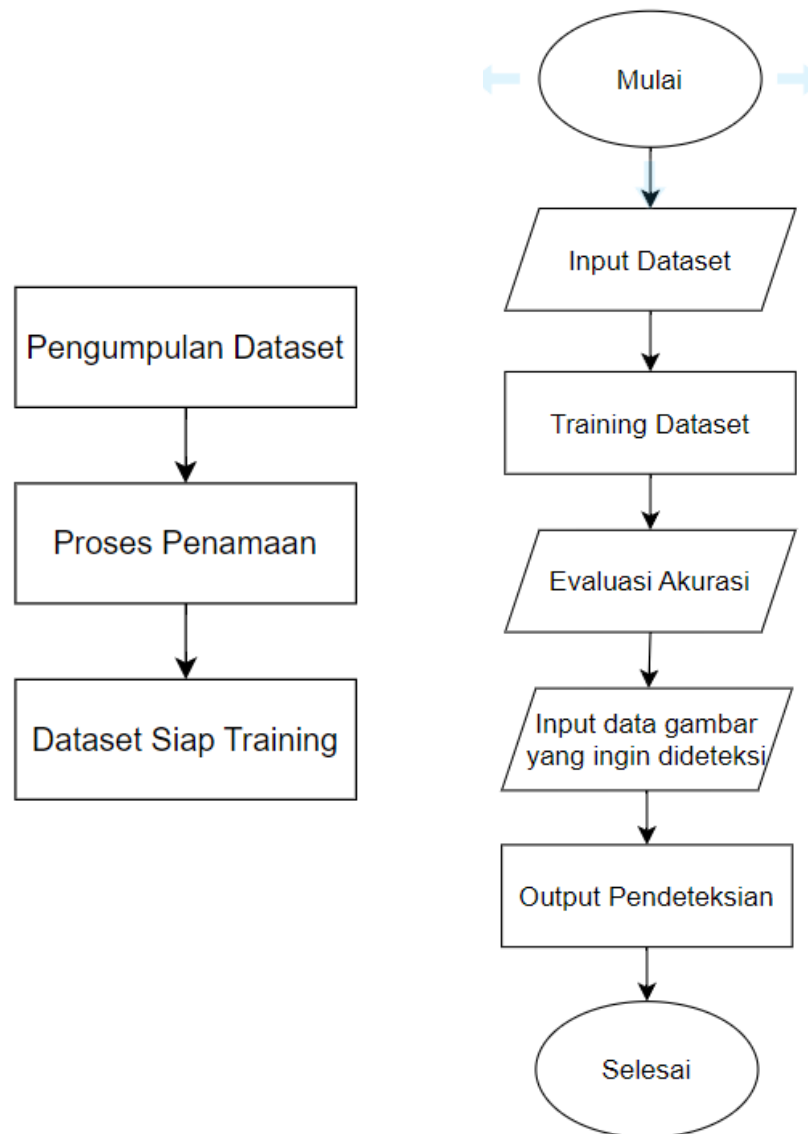 Pengumpulan Dataset
Proses Penamaan
Dataset Siap Training
Mulai
Input Dataset
Training Dataset
Evaluasi Akurasi
Input data gambar
yang ingin dideteksi
Output Pendeteksian
Selesai